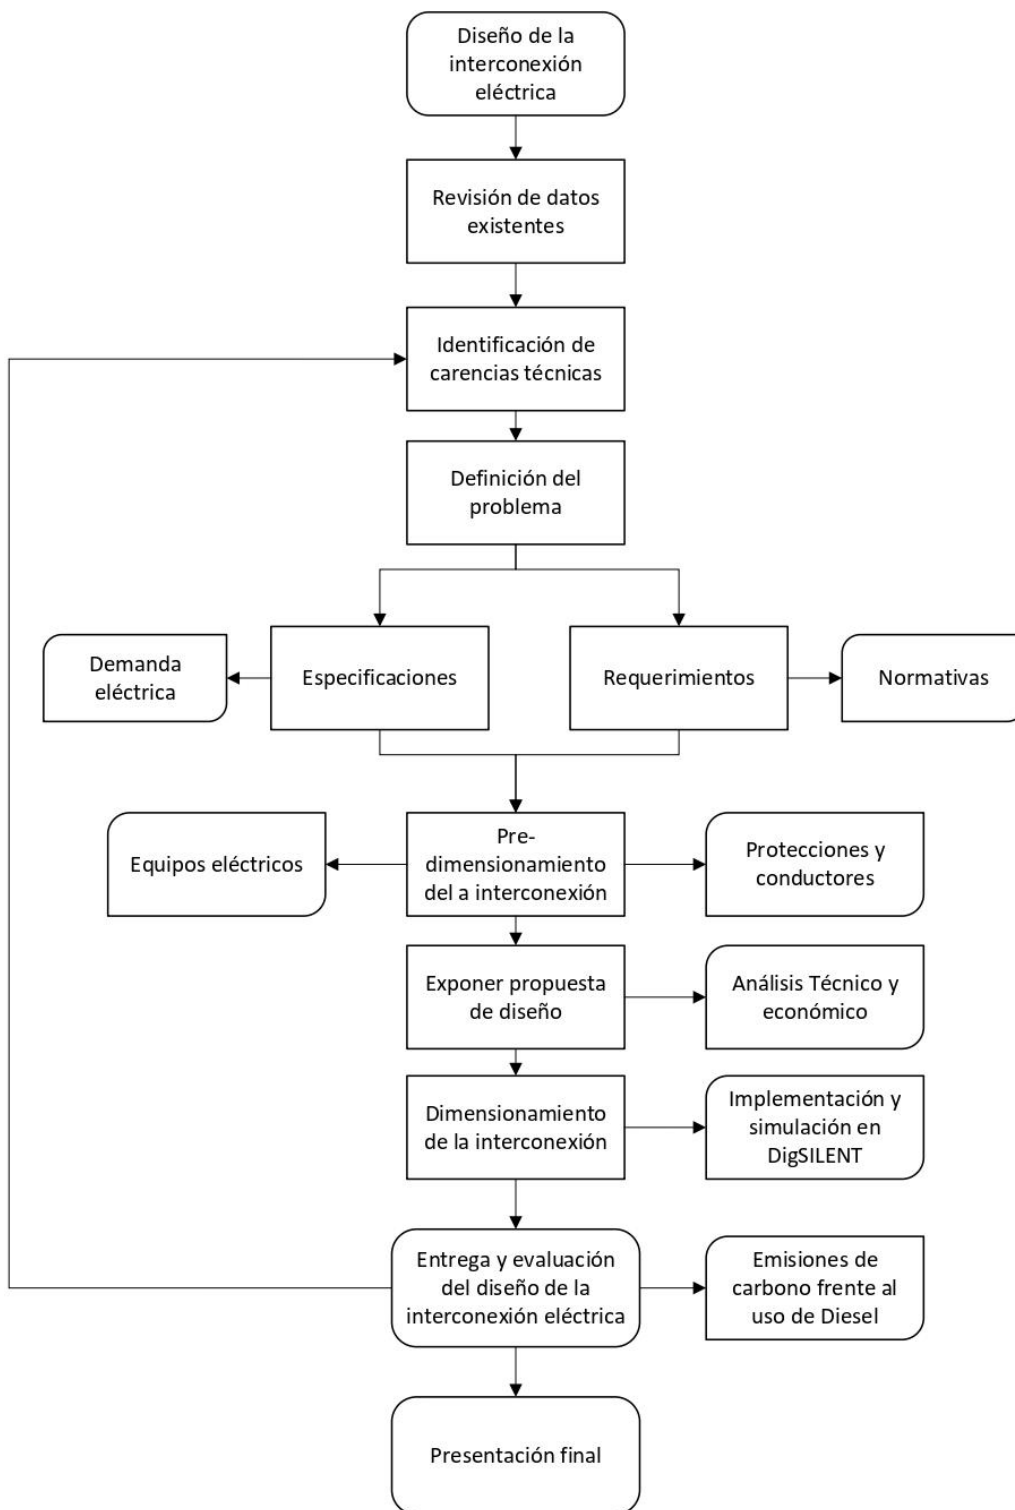 Diseño de la
interconexión
eléctrica
Revisión de datos
existentes
Identificación de
carencias técnicas
Definición del
problema
Demanda
eléctrica
Especificaciones
Requerimientos
Normativas
Equipos eléctricos
Pre-
dimensionamiento
del a interconexión
Protecciones y
conductores
Exponer propuesta
de diseño
Análisis Técnico y
económico
Dimensionamiento
de la interconexión
Implementación y
simulación en
DigSILENT
Entrega y evaluación
del diseño de la
interconexión eléctrica
Emisiones de
carbono frente al
uso de Diesel
Presentación final